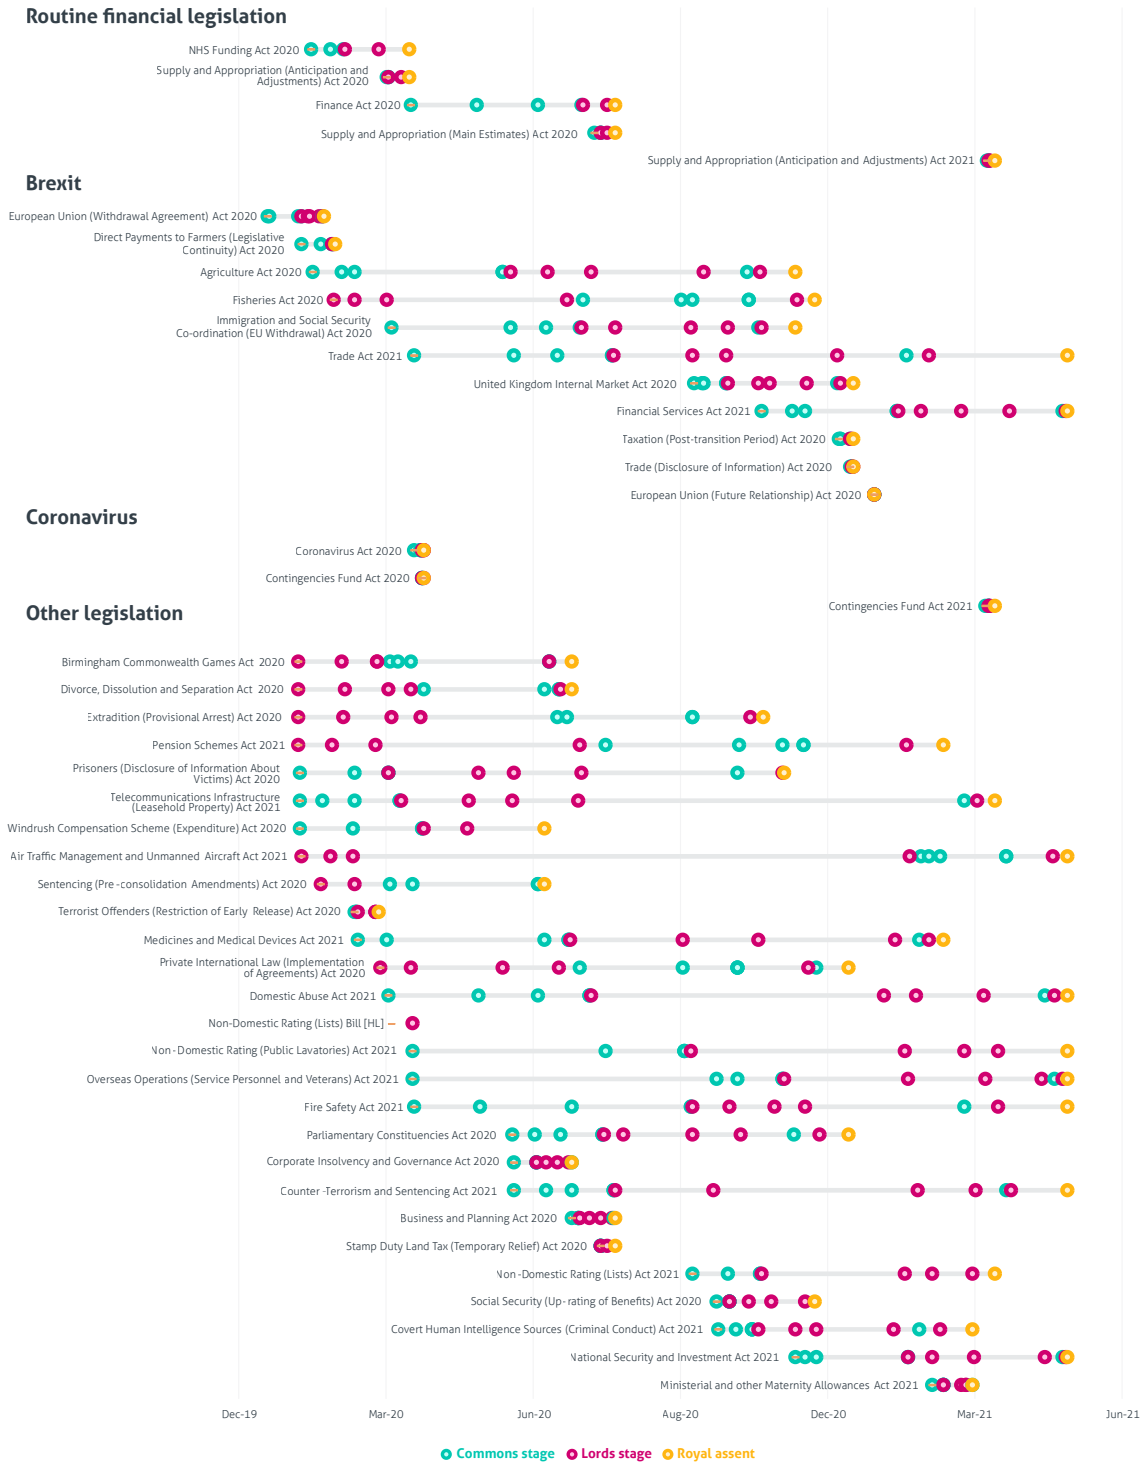 Routine financial legislation
NHS Funding Act 2020
Supply and Appropriation (Anticipation and
Adjustments) Act 2020
Finance Act 2020
Supply and Appropriation (Main Estimates) Act 2020
Supply and Appropriation (Anticipation and Adjustments) Act 2021
Brexit
European Union (Withdrawal Agreement) Act 2020
Direct Payments to Farmers (Legislative
Continuity) Act 2020
Agriculture Act 2020
Fisheries Act 2020
Immigration and Social Security
Co-ordination (EU Withdrawal) Act 2020
Trade Act 2021
United Kingdom Internal Market Act 2020
Financial Services Act 2021
Taxation (Post-transition Period) Act 2020
Trade (Disclosure of Information) Act 2020
European Union (Future Relationship) Act 2020
Coronavirus
Coronavirus Act 2020
Contingencies Fund Act 2020
Contingencies Fund Act 2021
Other legislation
Birmingham Commonwealth Games Act 2020
Divorce, Dissolution and Separation Act 2020
Extradition (Provisional Arrest) Act 2020
Pension Schemes Act 2021
Prisoners (Disclosure of Information About
Victims) Act 2020
Telecommunications Infrastructure
(Leasehold Property) Act 2021
Windrush Compensation Scheme (Expenditure) Act 2020
Air Traffic Management and Unmanned Aircraft Act 2021
Sentencing (Pre-consolidation Amendments) Act 2020
Terrorist Offenders (Restriction of Early Release) Act 2020
Medicines and Medical Devices Act 2021
Private International Law (Implementation
of Agreements) Act 2020
Domestic Abuse Act 2021
Non-Domestic Rating (Lists) Bill [HL]
Non-Domestic Rating (Public Lavatories) Act 2021
Overseas Operations (Service Personnel and Veterans) Act 2021
Fire Safety Act 2021
Parliamentary Constituencies Act 2020
Corporate Insolvency and Governance Act 2020
Counter-Terrorism and Sentencing Act 2021
Business and Planning Act 2020
Stamp Duty Land Tax (Temporary Relief) Act 2020
Non-Domestic Rating (Lists) Act 2021
Social Security (Up-rating of Benefits) Act 2020
Covert Human Intelligence Sources (Criminal Conduct) Act 2021
National Security and Investment Act 2021
Ministerial and other Maternity Allowances Act 2021
Dec-19 Mar-20 Jun-20 Aug-20 Dec-20 Mar-21 Jun-21
Commons stage Lords stage Royal assent